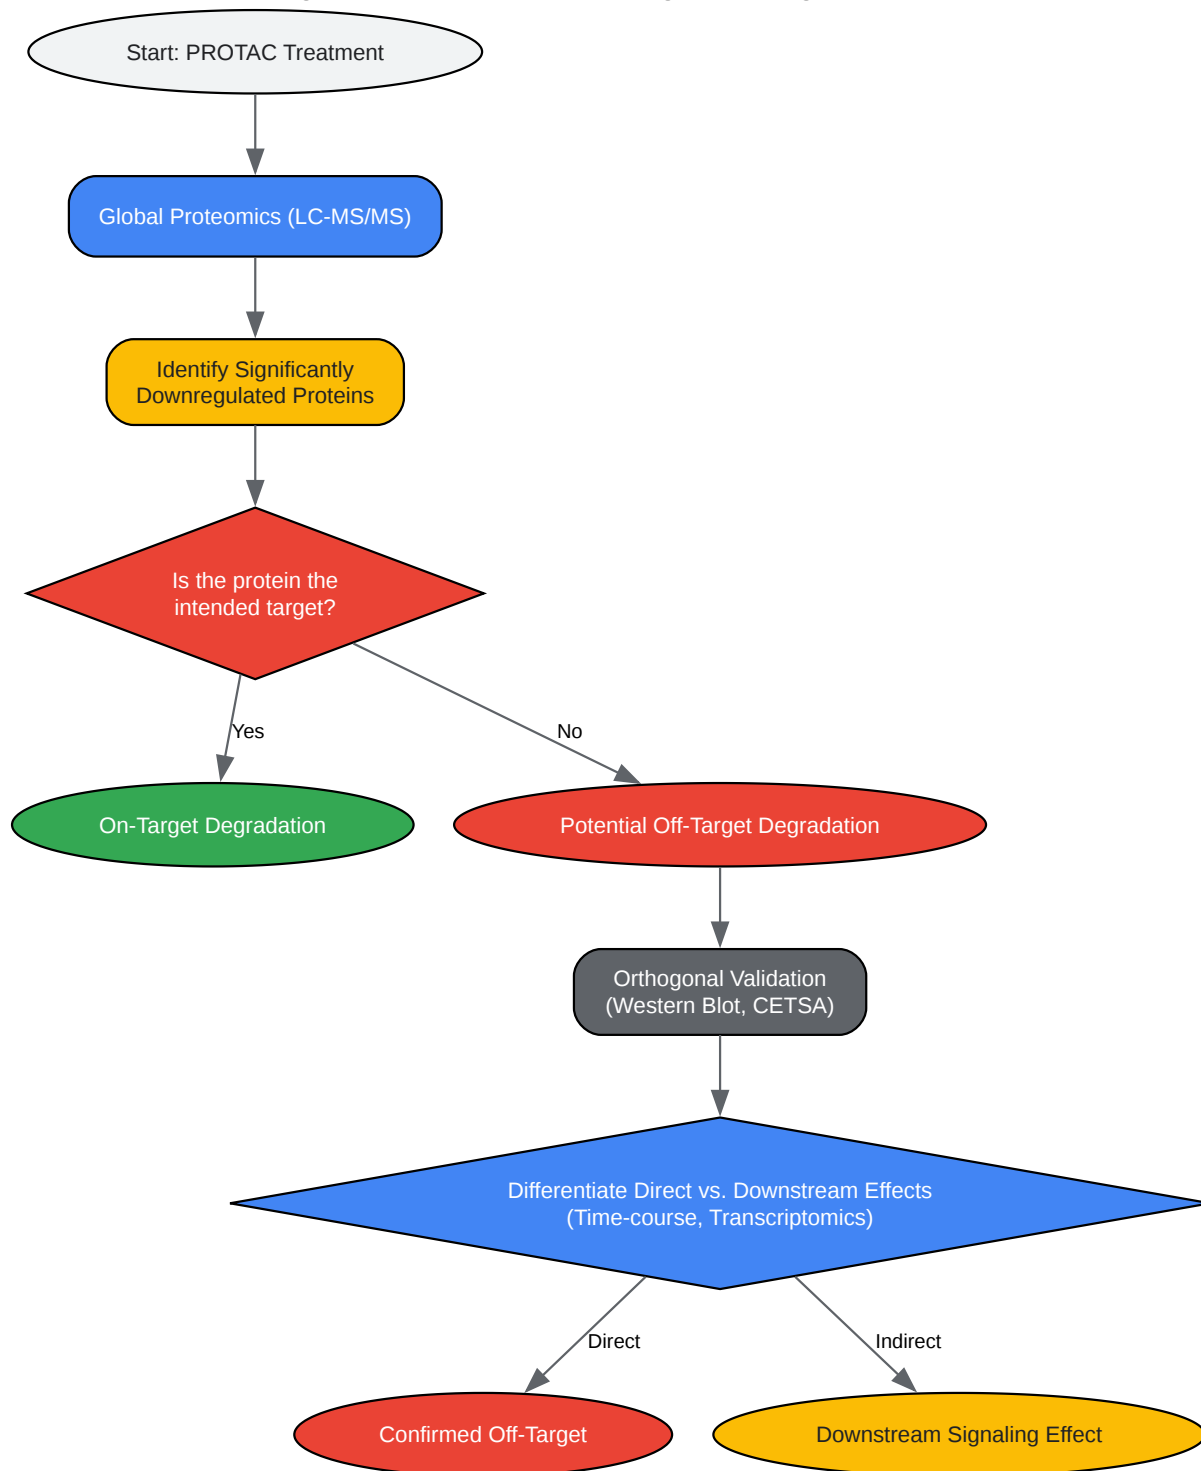 Start: PROTAC Treatment
Global Proteomics (LC-MS/MS)
Identify Significantly
Downregulated Proteins
Is the protein the
intended target?
Yes
No
On-Target Degradation
Potential Off-Target Degradation
Orthogonal Validation
(Western Blot, CETSA)
Differentiate Direct vs. Downstream Effects
(Time-course, Transcriptomics)
Direct
Indirect
Confirmed Off-Target
Downstream Signaling Effect